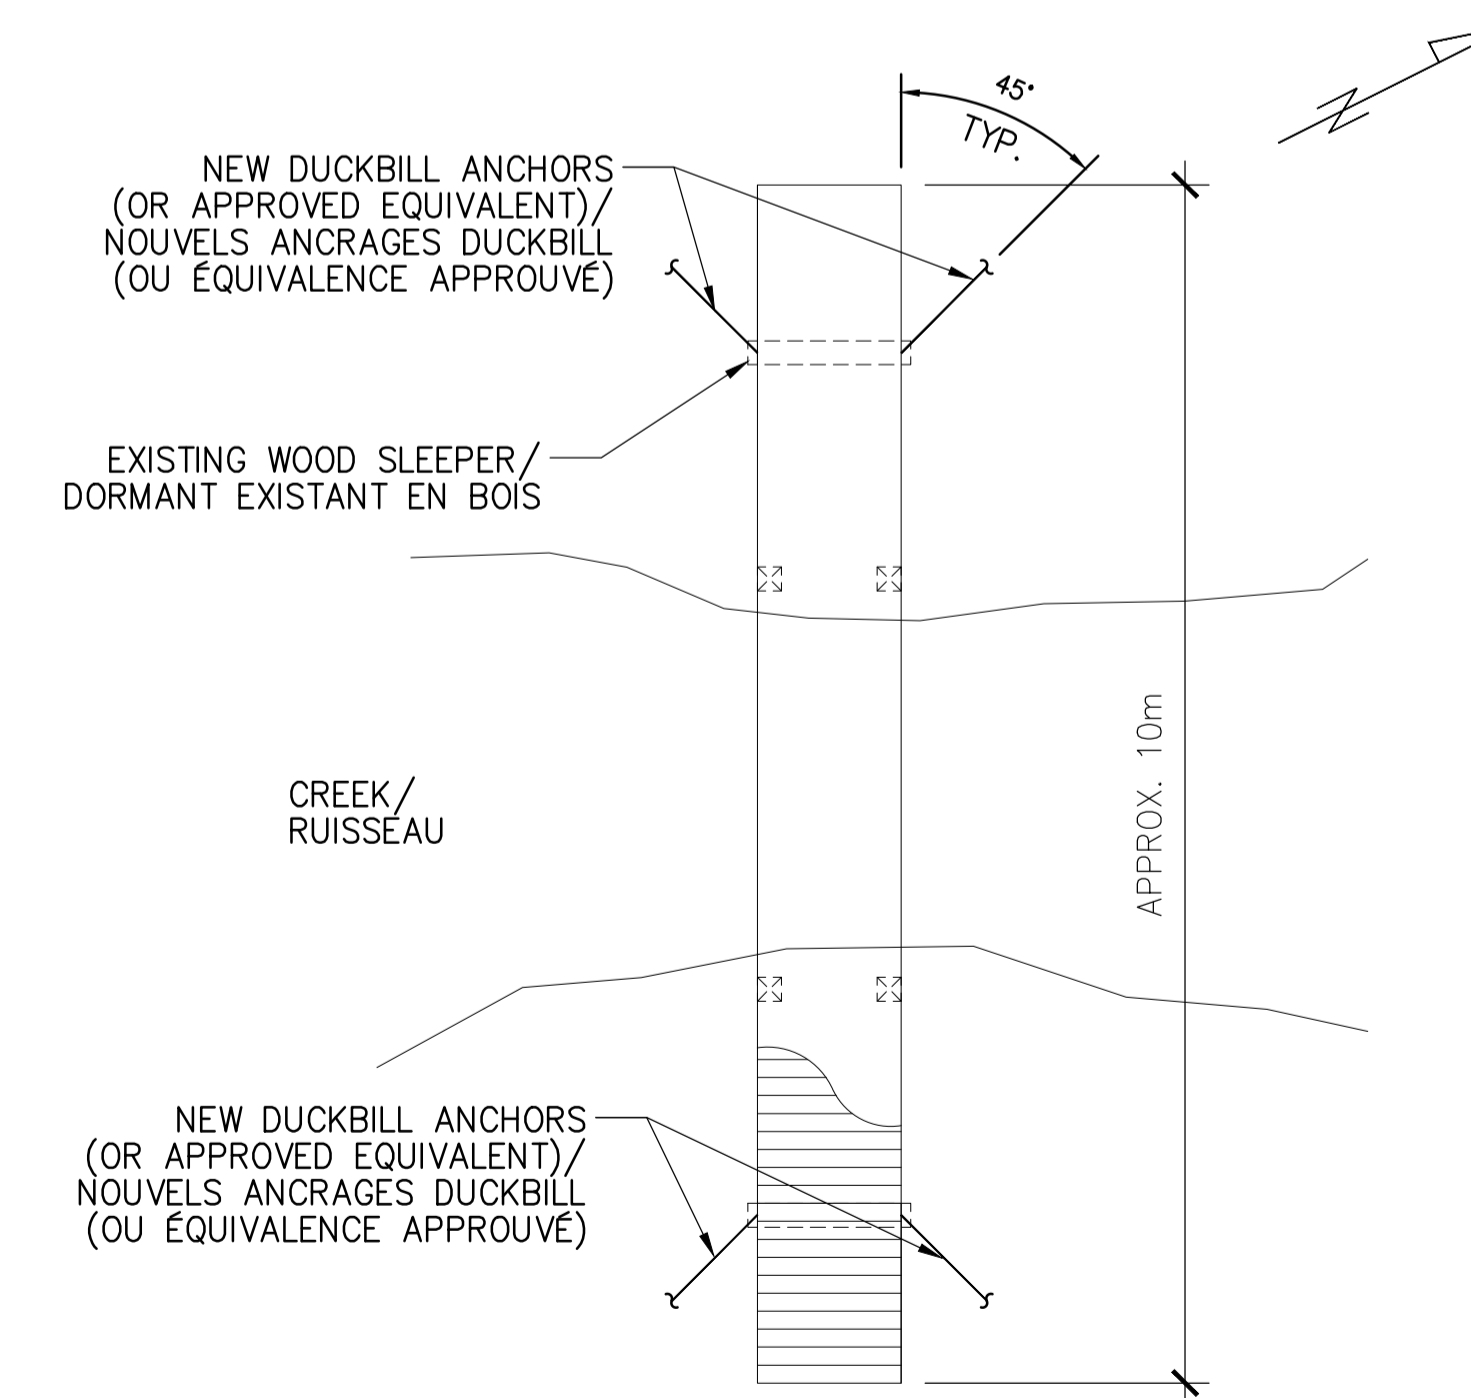 45°
TYP.
NEW DUCKBILL ANCHORS
(OR APPROVED EQUIVALENT)/
NOUVELS ANCRAGES DUCKBILL
(OU ÉQUIVALENCE APPROUVÉ)
EXISTING WOOD SLEEPER/
DORMANT EXISTANT EN BOIS
APPROX. 10m
CREEK/
RUISSEAU
NEW DUCKBILL ANCHORS
(OR APPROVED EQUIVALENT)/
NOUVELS ANCRAGES DUCKBILL
(OU ÉQUIVALENCE APPROUVÉ)
N